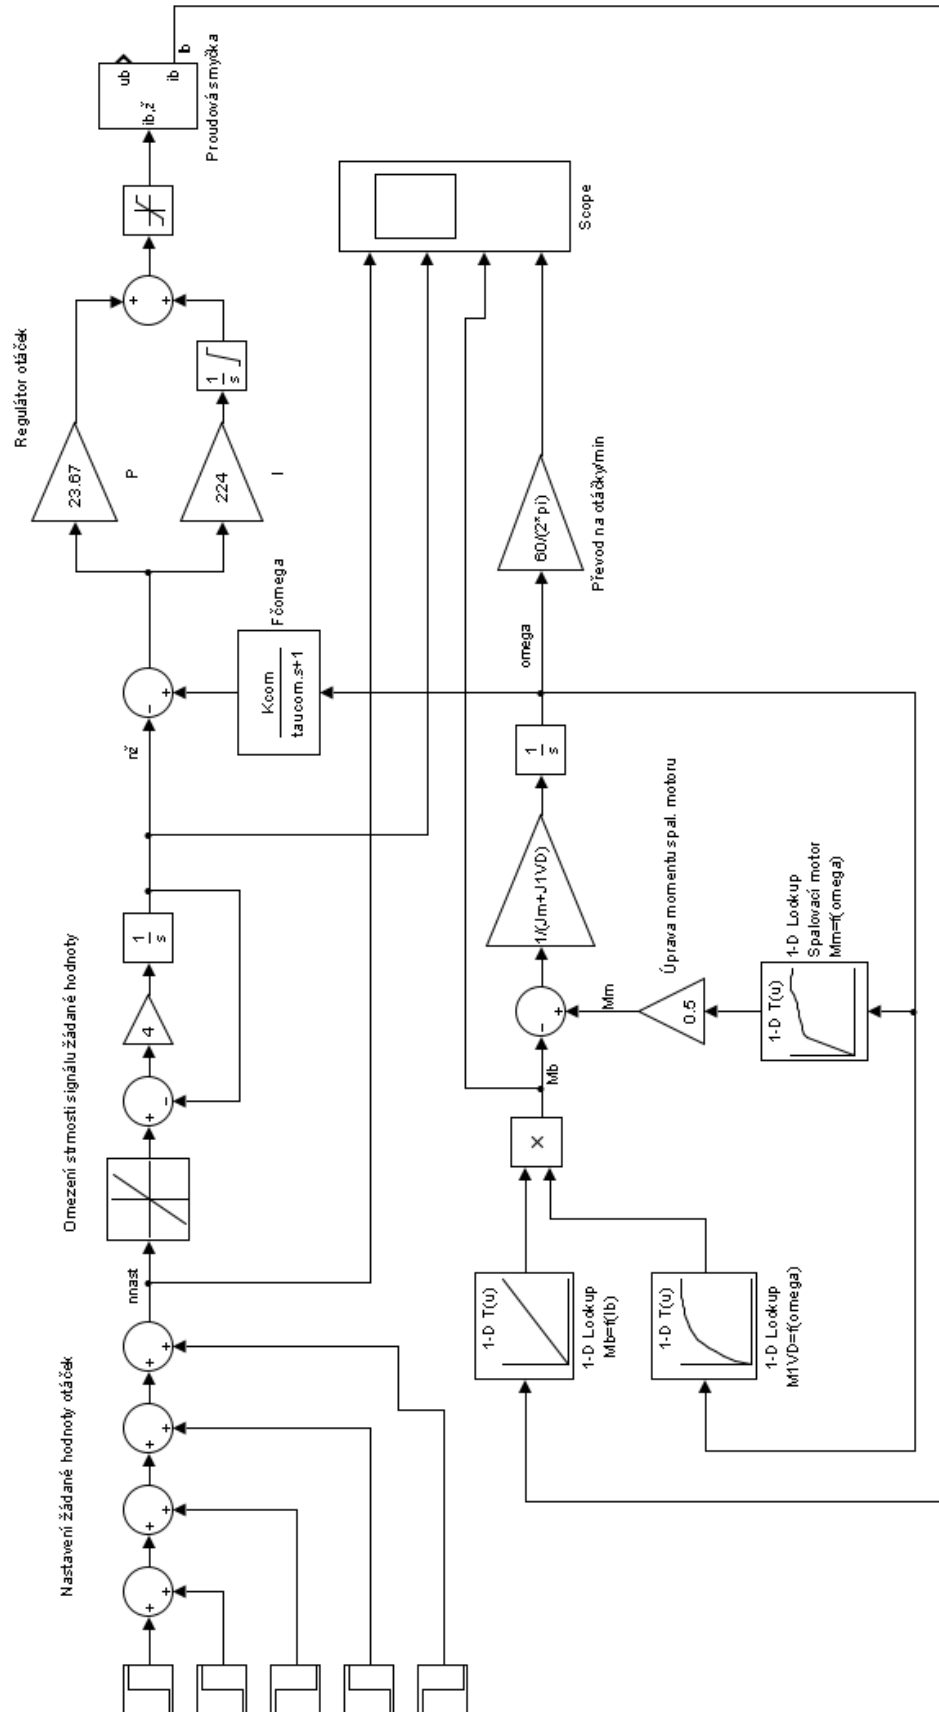 Nastavení žádané hodnoty otáček
nnast
Omezení strmosti signálu žádané hodnoty
4
1
s
nž
Regulátor otáček
23.67
P
224
I
1
s
ib,ž
ub
ib
Ib
Proudová smyčka
Kcom
taucom.s+1
Fčomega
Scope
1-D T(u)
1-D Lookup
Mb=f(Ib)
1-D T(u)
1-D Lookup
M1VD=f(omega)
×
Mb
Mm
1/(Jm+J1VD)
1
s
omega
60/(2*pi)
Převod na otáčky/min
Úprava momentu spal. motoru
0.5
1-D T(u)
1-D Lookup
Spalovací motor
Mm=f(omega)